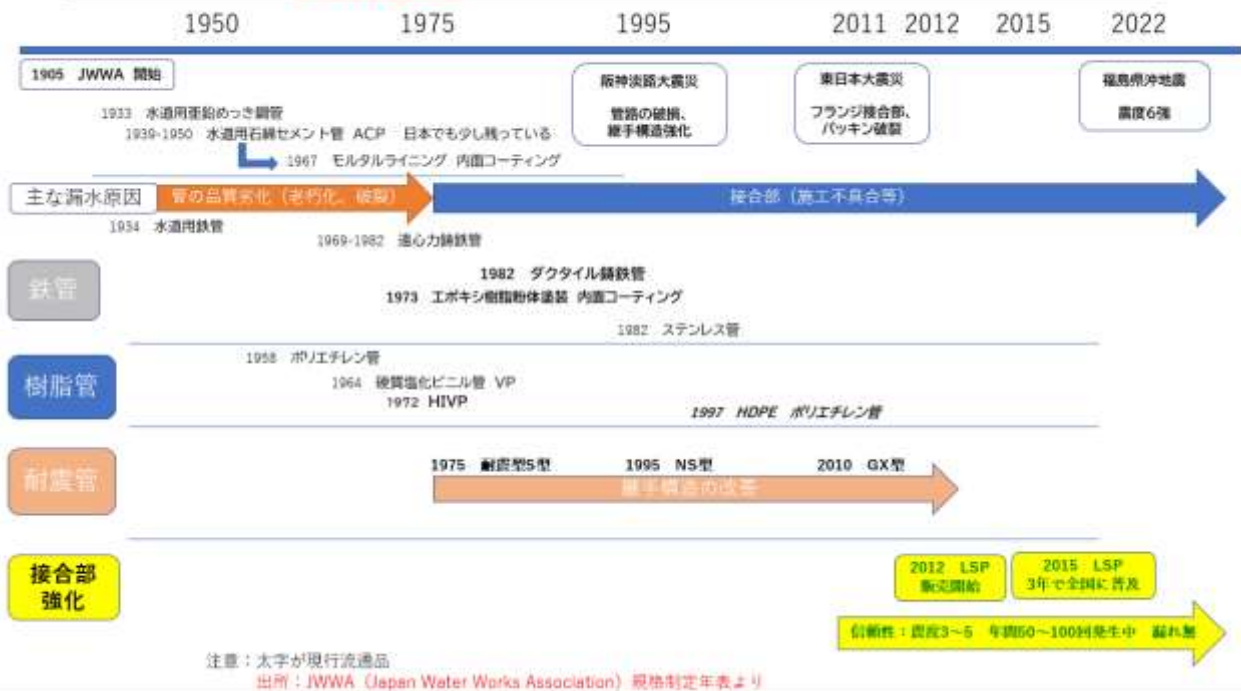 1950 1975 1995 2011 2012 2015 2022
1905 JWWA 開始
1933 水道用亜鉛めっき鋼管
1939-1950 水道用石綿セメント管 ACP 日本でも少し残っている
1967 モルタルライニング 内面コーティング
阪神淡路大震災
管路の破損、
継手構造強化
東日本大震災
フランジ接合部、
パッキン破裂
福島県沖地震
震度6強
主な漏水原因
管の品質劣化（老朽化、破裂）
接合部（施工不具合等）
1934 水道用鉄管
1969-1982 遠心力鋳鉄管
鉄管
1982 ダクタイル鋳鉄管
1973 エポキシ樹脂粉体塗装 内面コーティング
1982 ステンレス管
樹脂管
1958 ポリエチレン管
1964 硬質塩化ビニル管 VP
1972 HIVP
1997 HDPE ポリエチレン管
耐震管
1975 耐震型S型
1995 NS型
2010 GX型
継手構造の改善
接合部
強化
2012 LSP
販売開始
2015 LSP
3年で全国に普及
信頼性：震度3～5 年間50～100回発生中 漏れ無
注意：太字が現行流通品
出所：JWWA（Japan Water Works Association）規格制定年表より